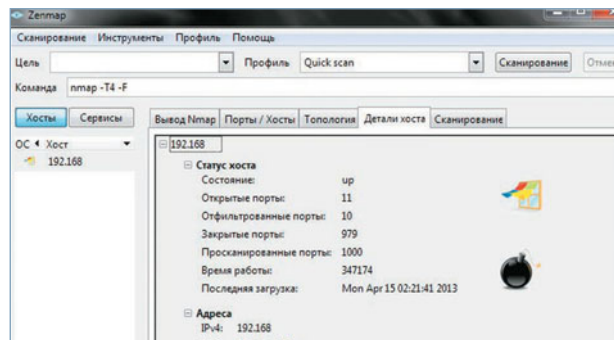 Zenmap
Сканирование Инструменты Профиль Помощь
Цель Профиль Quick scan Сканирование
Команда nmap -T4 -F
Хосты Сервисы Вывод Nmap Порты / Хосты Топология Детали хоста Сканирование
ОС Хост
192.168
192.168
Статус хоста
Состояние: up
Открытые порты: 11
Отфильтрованные порты: 10
Закрытые порты: 979
Просканированные порты: 1000
Время работы: 347174
Последняя загрузка: Mon Apr 15 02:21:41 2013
Адреса
IPv4: 192.168